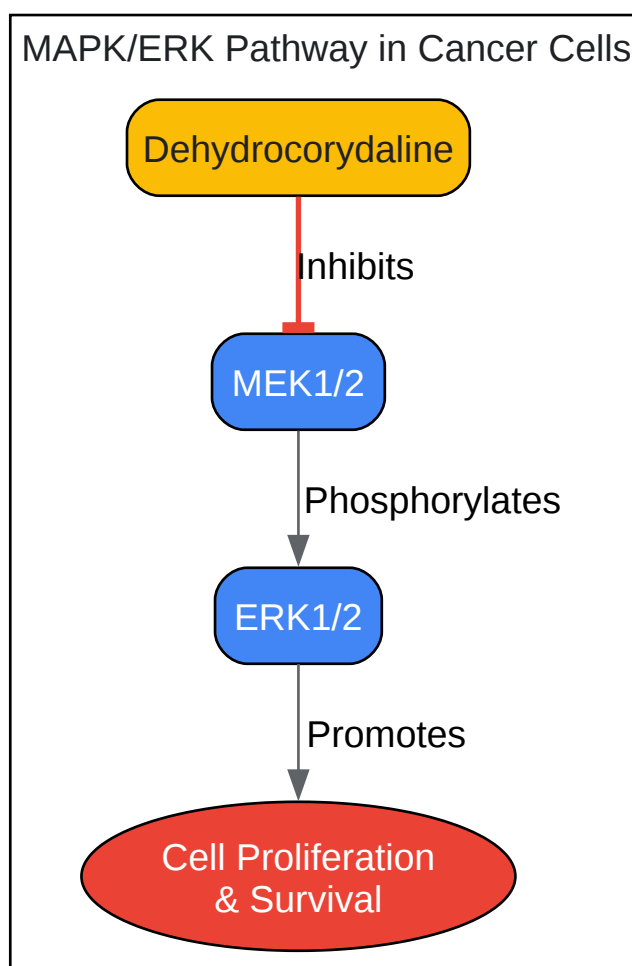 MAPK/ERK Pathway in Cancer Cells
Dehydrocorydaline
Inhibits
MEK1/2
Phosphorylates
ERK1/2
Promotes
Cell Proliferation
& Survival